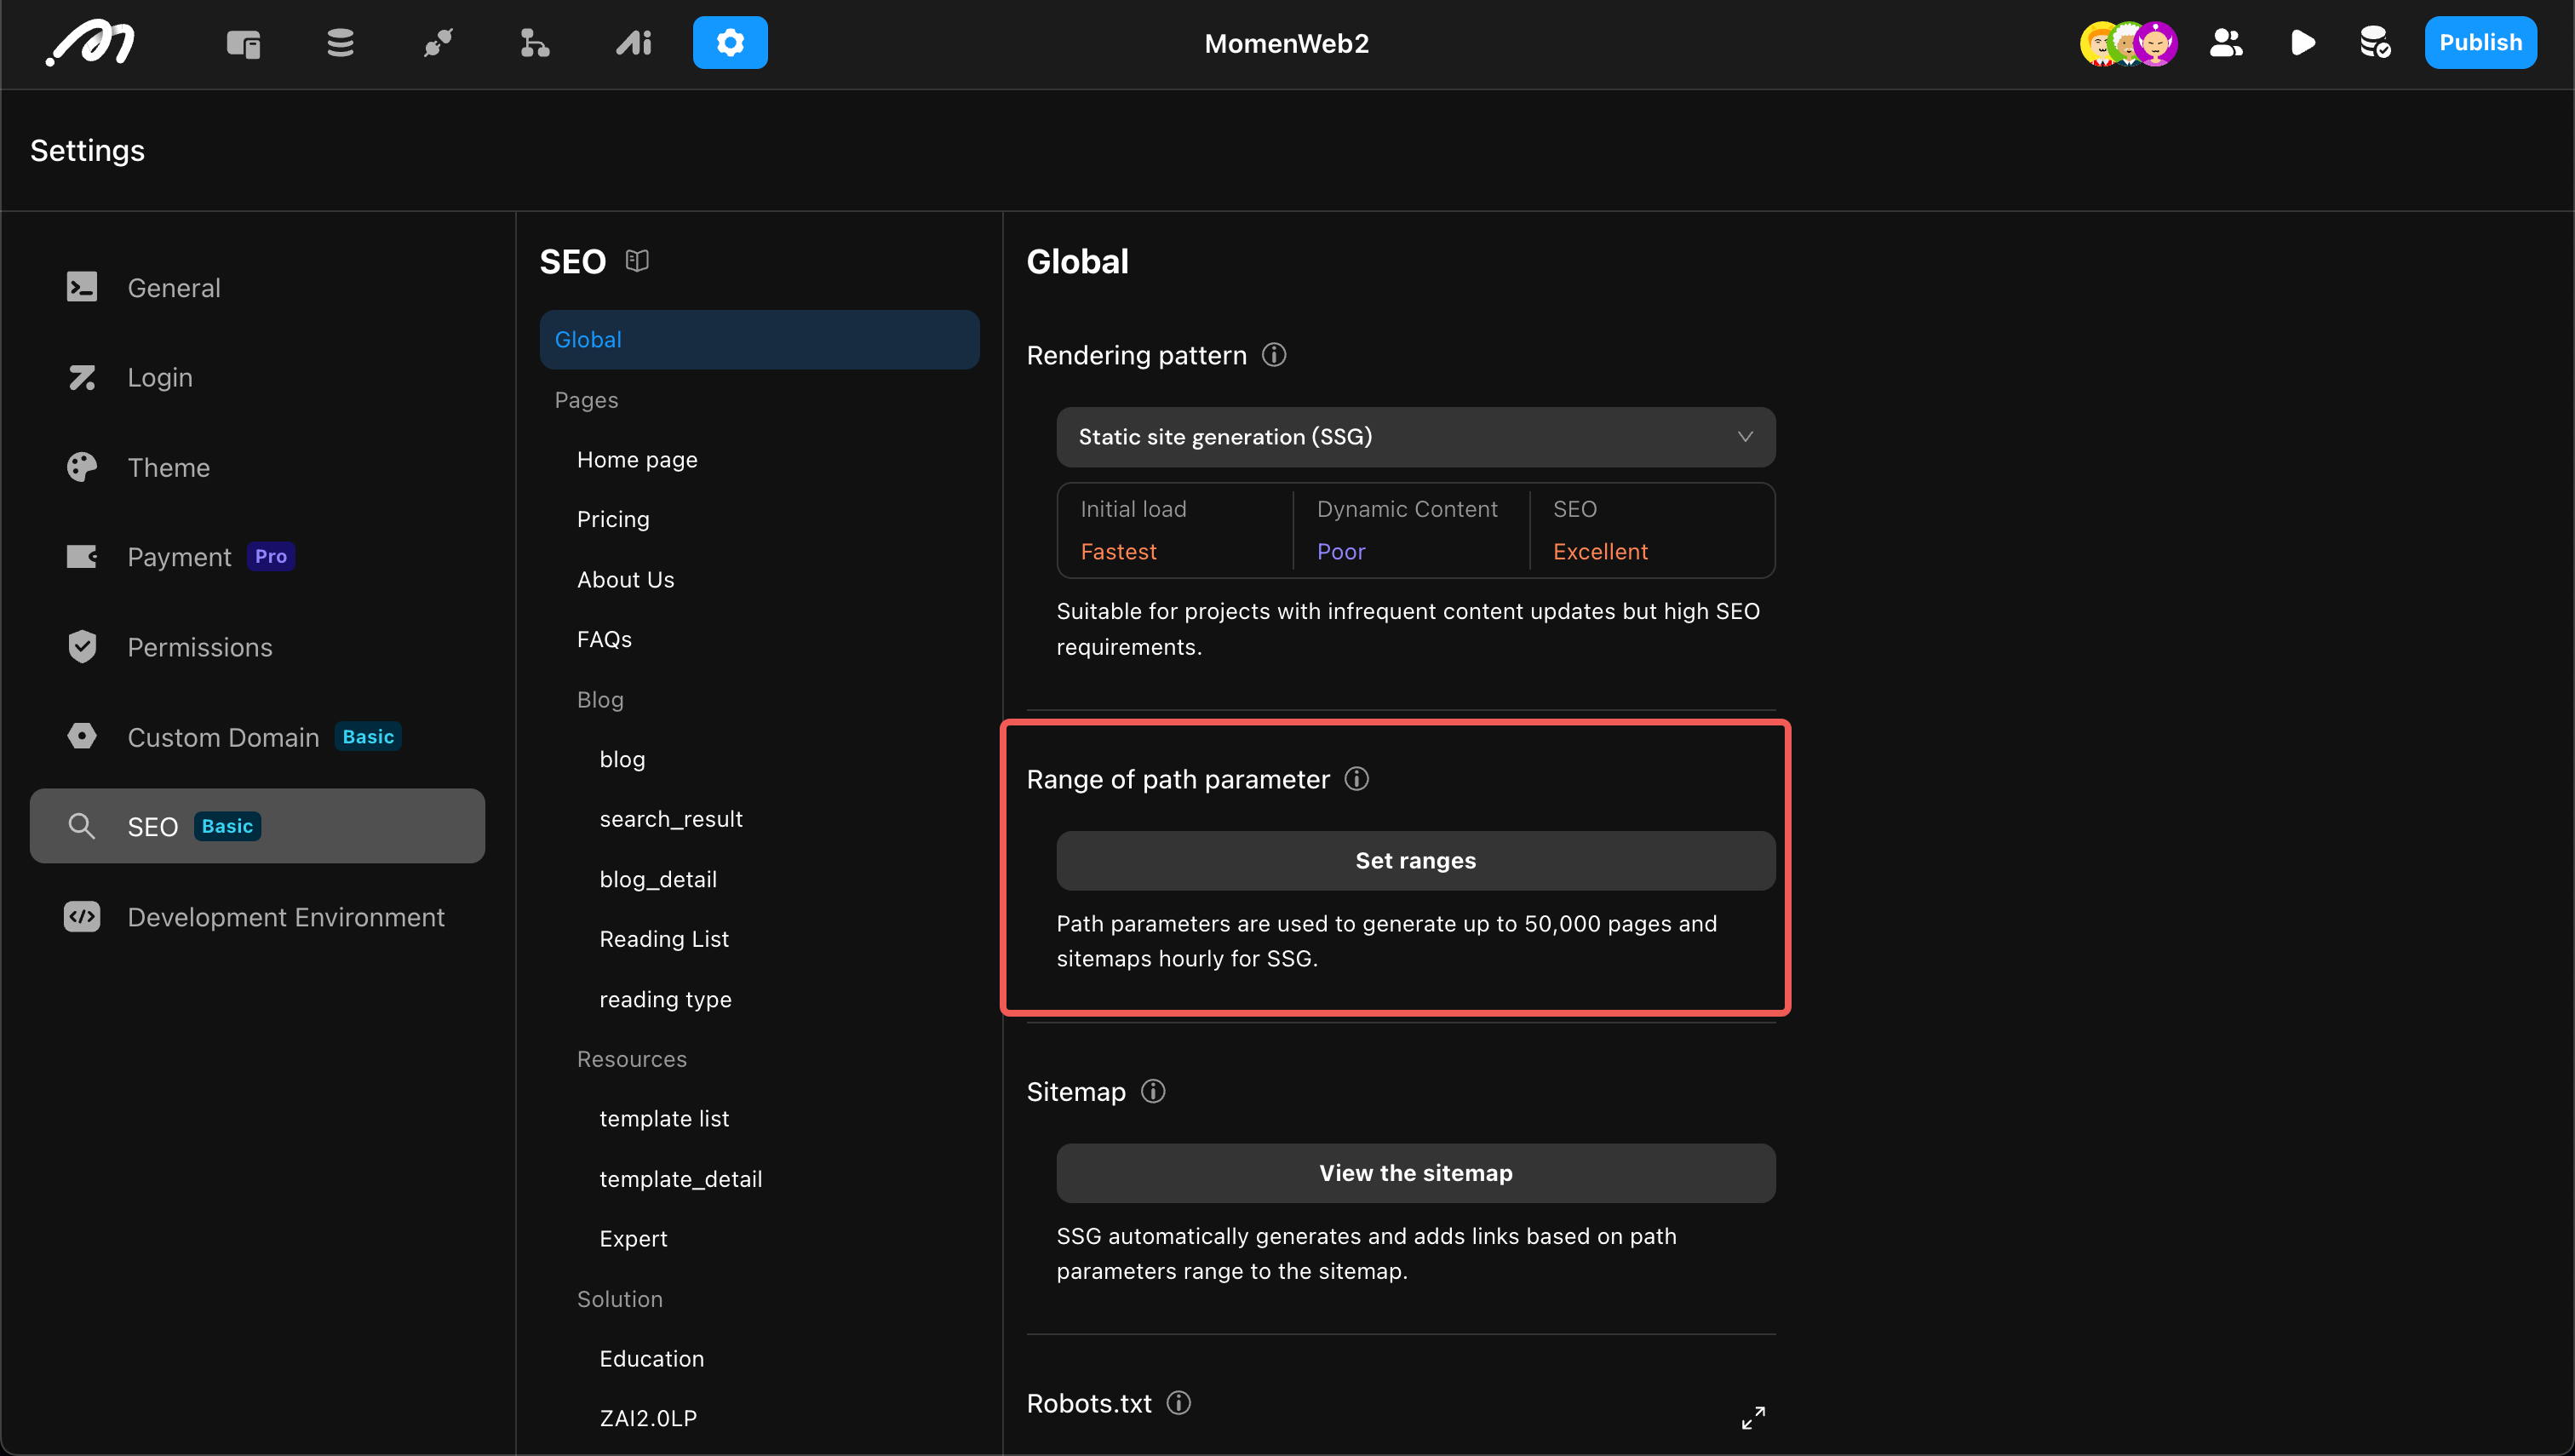 MomenWeb2
Publish
Settings
General
Login
Theme
Payment Pro
Permissions
Custom Domain Basic
SEO Basic
Development Environment
SEO
Global
Pages
Home page
Pricing
About Us
FAQs
Blog
blog
search_result
blog_detail
Reading List
reading type
Resources
template list
template_detail
Expert
Solution
Education
ZAI2.0LP
Global
Rendering pattern
Static site generation (SSG)
Initial load
Fastest
Dynamic Content
Poor
SEO
Excellent
Suitable for projects with infrequent content updates but high SEO
requirements.
Range of path parameter
Set ranges
Path parameters are used to generate up to 50,000 pages and
sitemaps hourly for SSG.
Sitemap
View the sitemap
SSG automatically generates and adds links based on path
parameters range to the sitemap.
Robots.txt